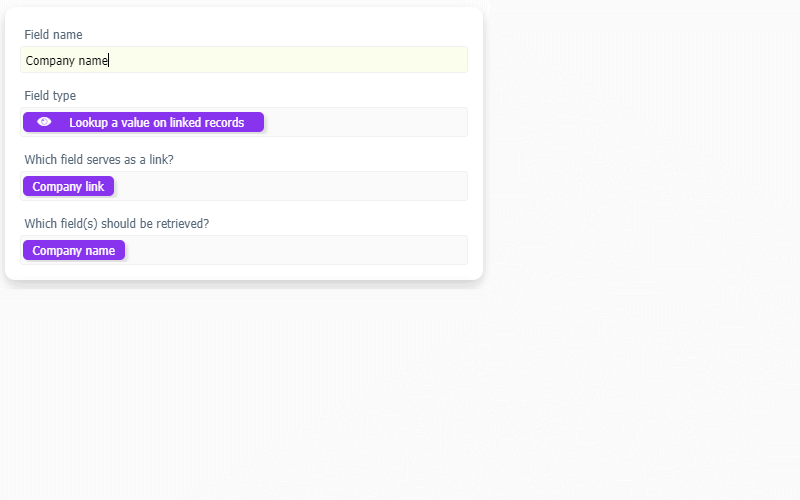 Field name
Company name
Field type
Lookup a value on linked records
Which field serves as a link?
Company link
Which field(s) should be retrieved?
Company name